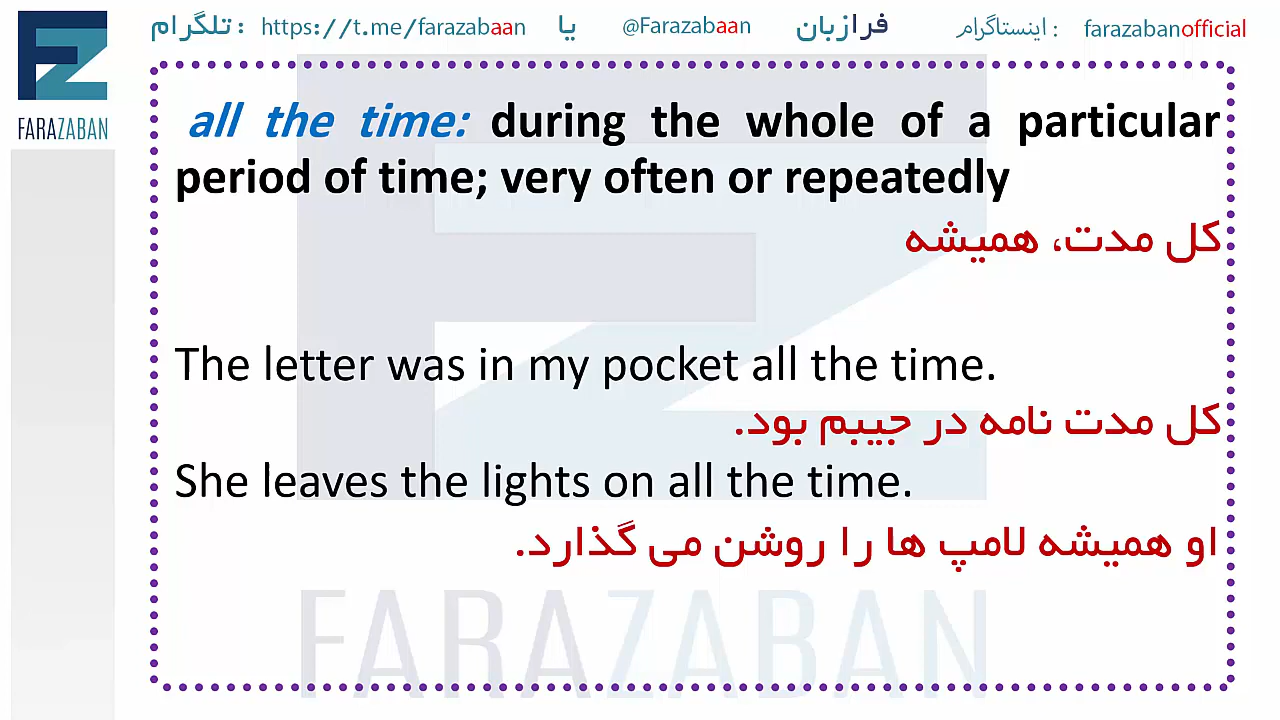 تلگرام : https://t.me/farazabaan یا @Farazabaan فرازبان اینستاگرام : farazabanofficial
FARAZABAN
all the time: during the whole of a particular
period of time; very often or repeatedly
کل مدت، همیشه
The letter was in my pocket all the time.
کل مدت نامه در جیبم بود.
She leaves the lights on all the time.
او همیشه لامپ ها را روشن می گذارد.
FARAZABAN